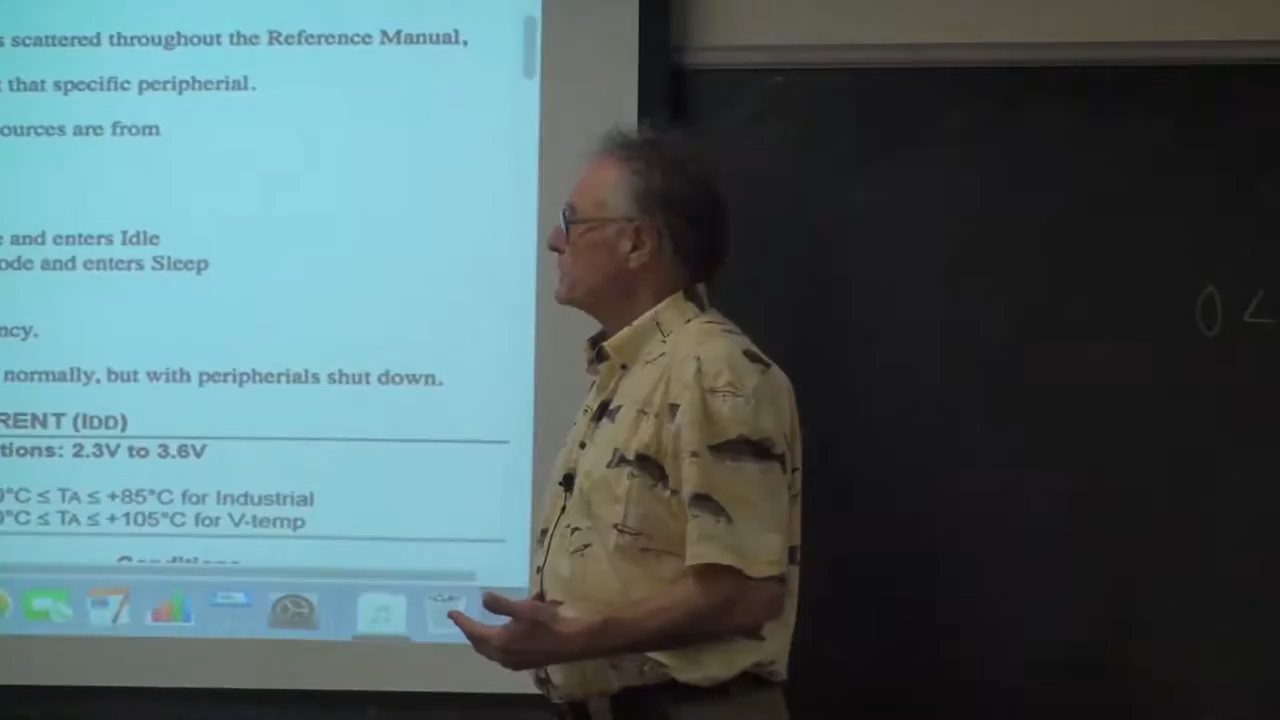 s scattered throughout the Reference Manual,
t that specific peripherial.
ources are from
e and enters Idle
ode and enters Sleep
ncy.
normally, but with peripherials shut down.
RENT (IDD)
tions: 2.3V to 3.6V
0°C ≤ TA ≤ +85°C for Industrial
0°C ≤ TA ≤ +105°C for V-temp
0 <